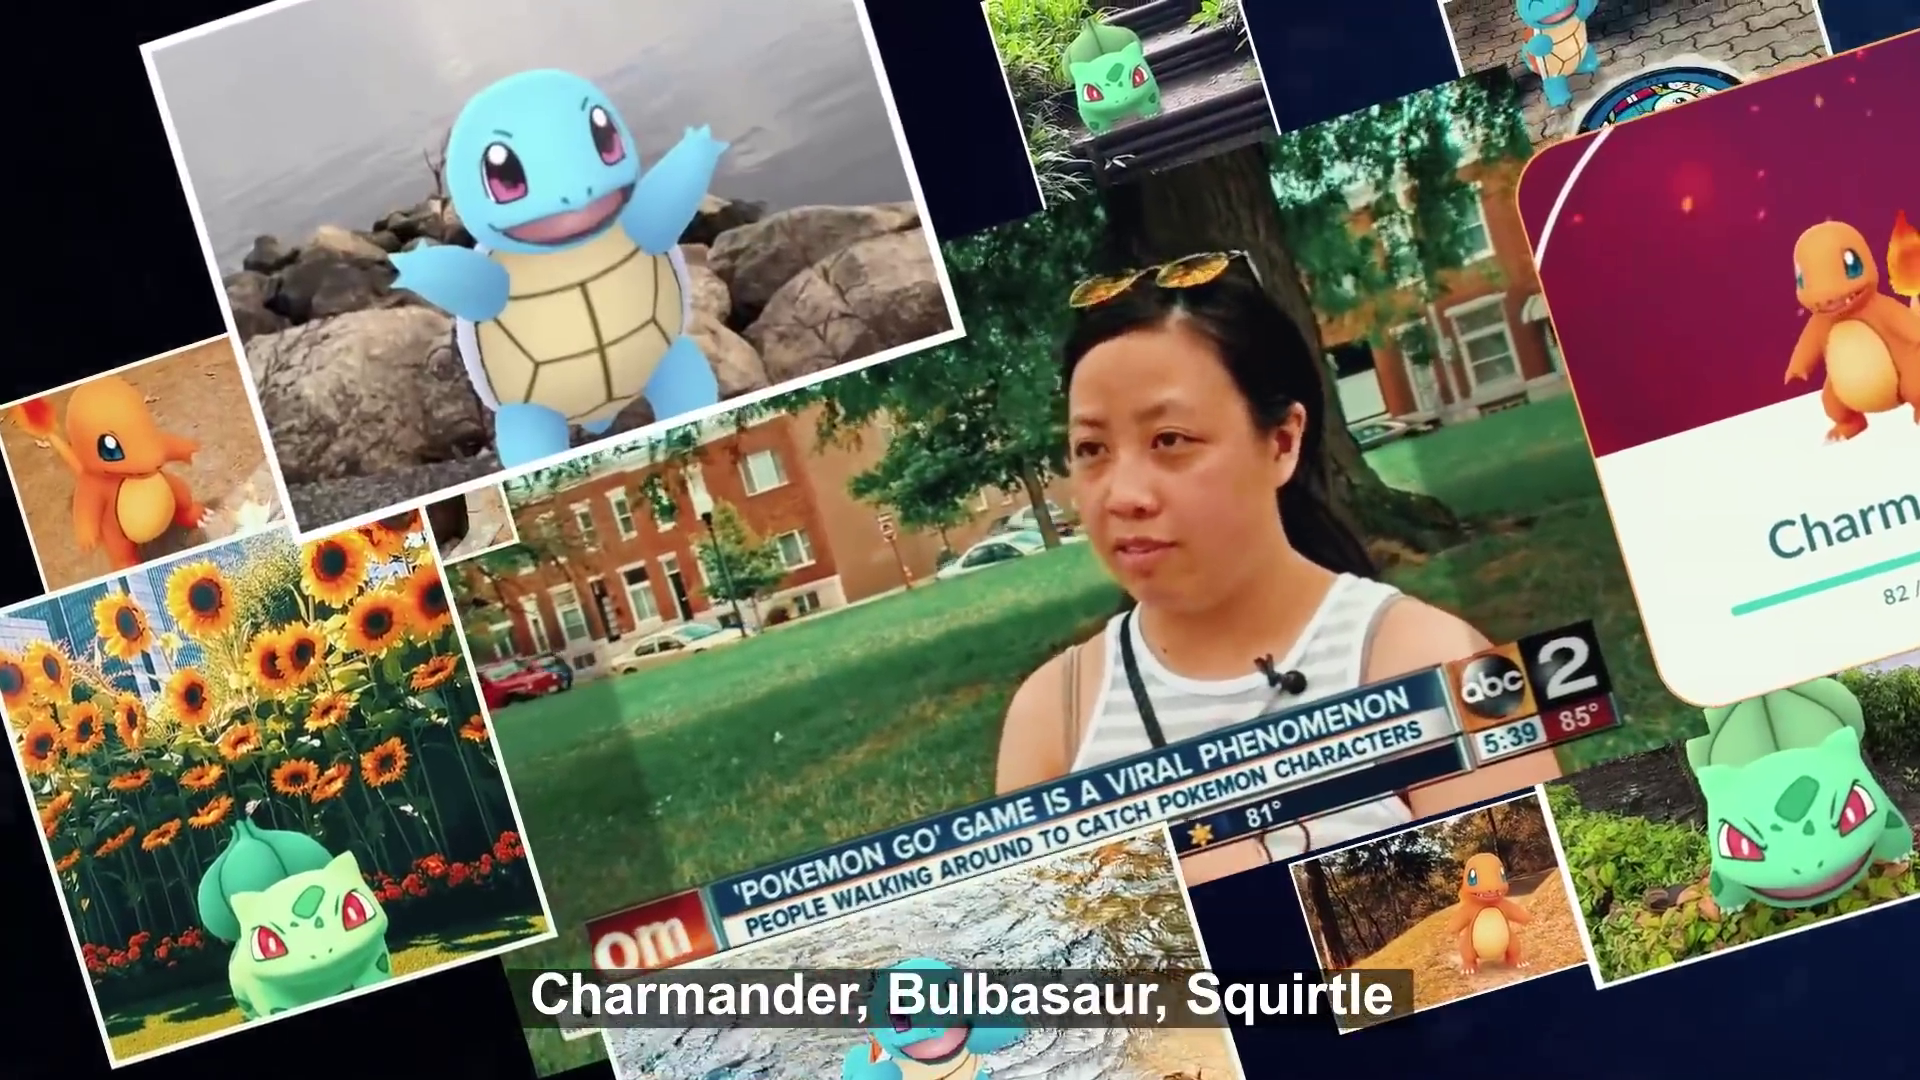 Charm
82 /
abc 2
5:39 85°
'POKEMON GO' GAME IS A VIRAL PHENOMENON
PEOPLE WALKING AROUND TO CATCH POKEMON CHARACTERS
81°
Om
Charmander, Bulbasaur, Squirtle